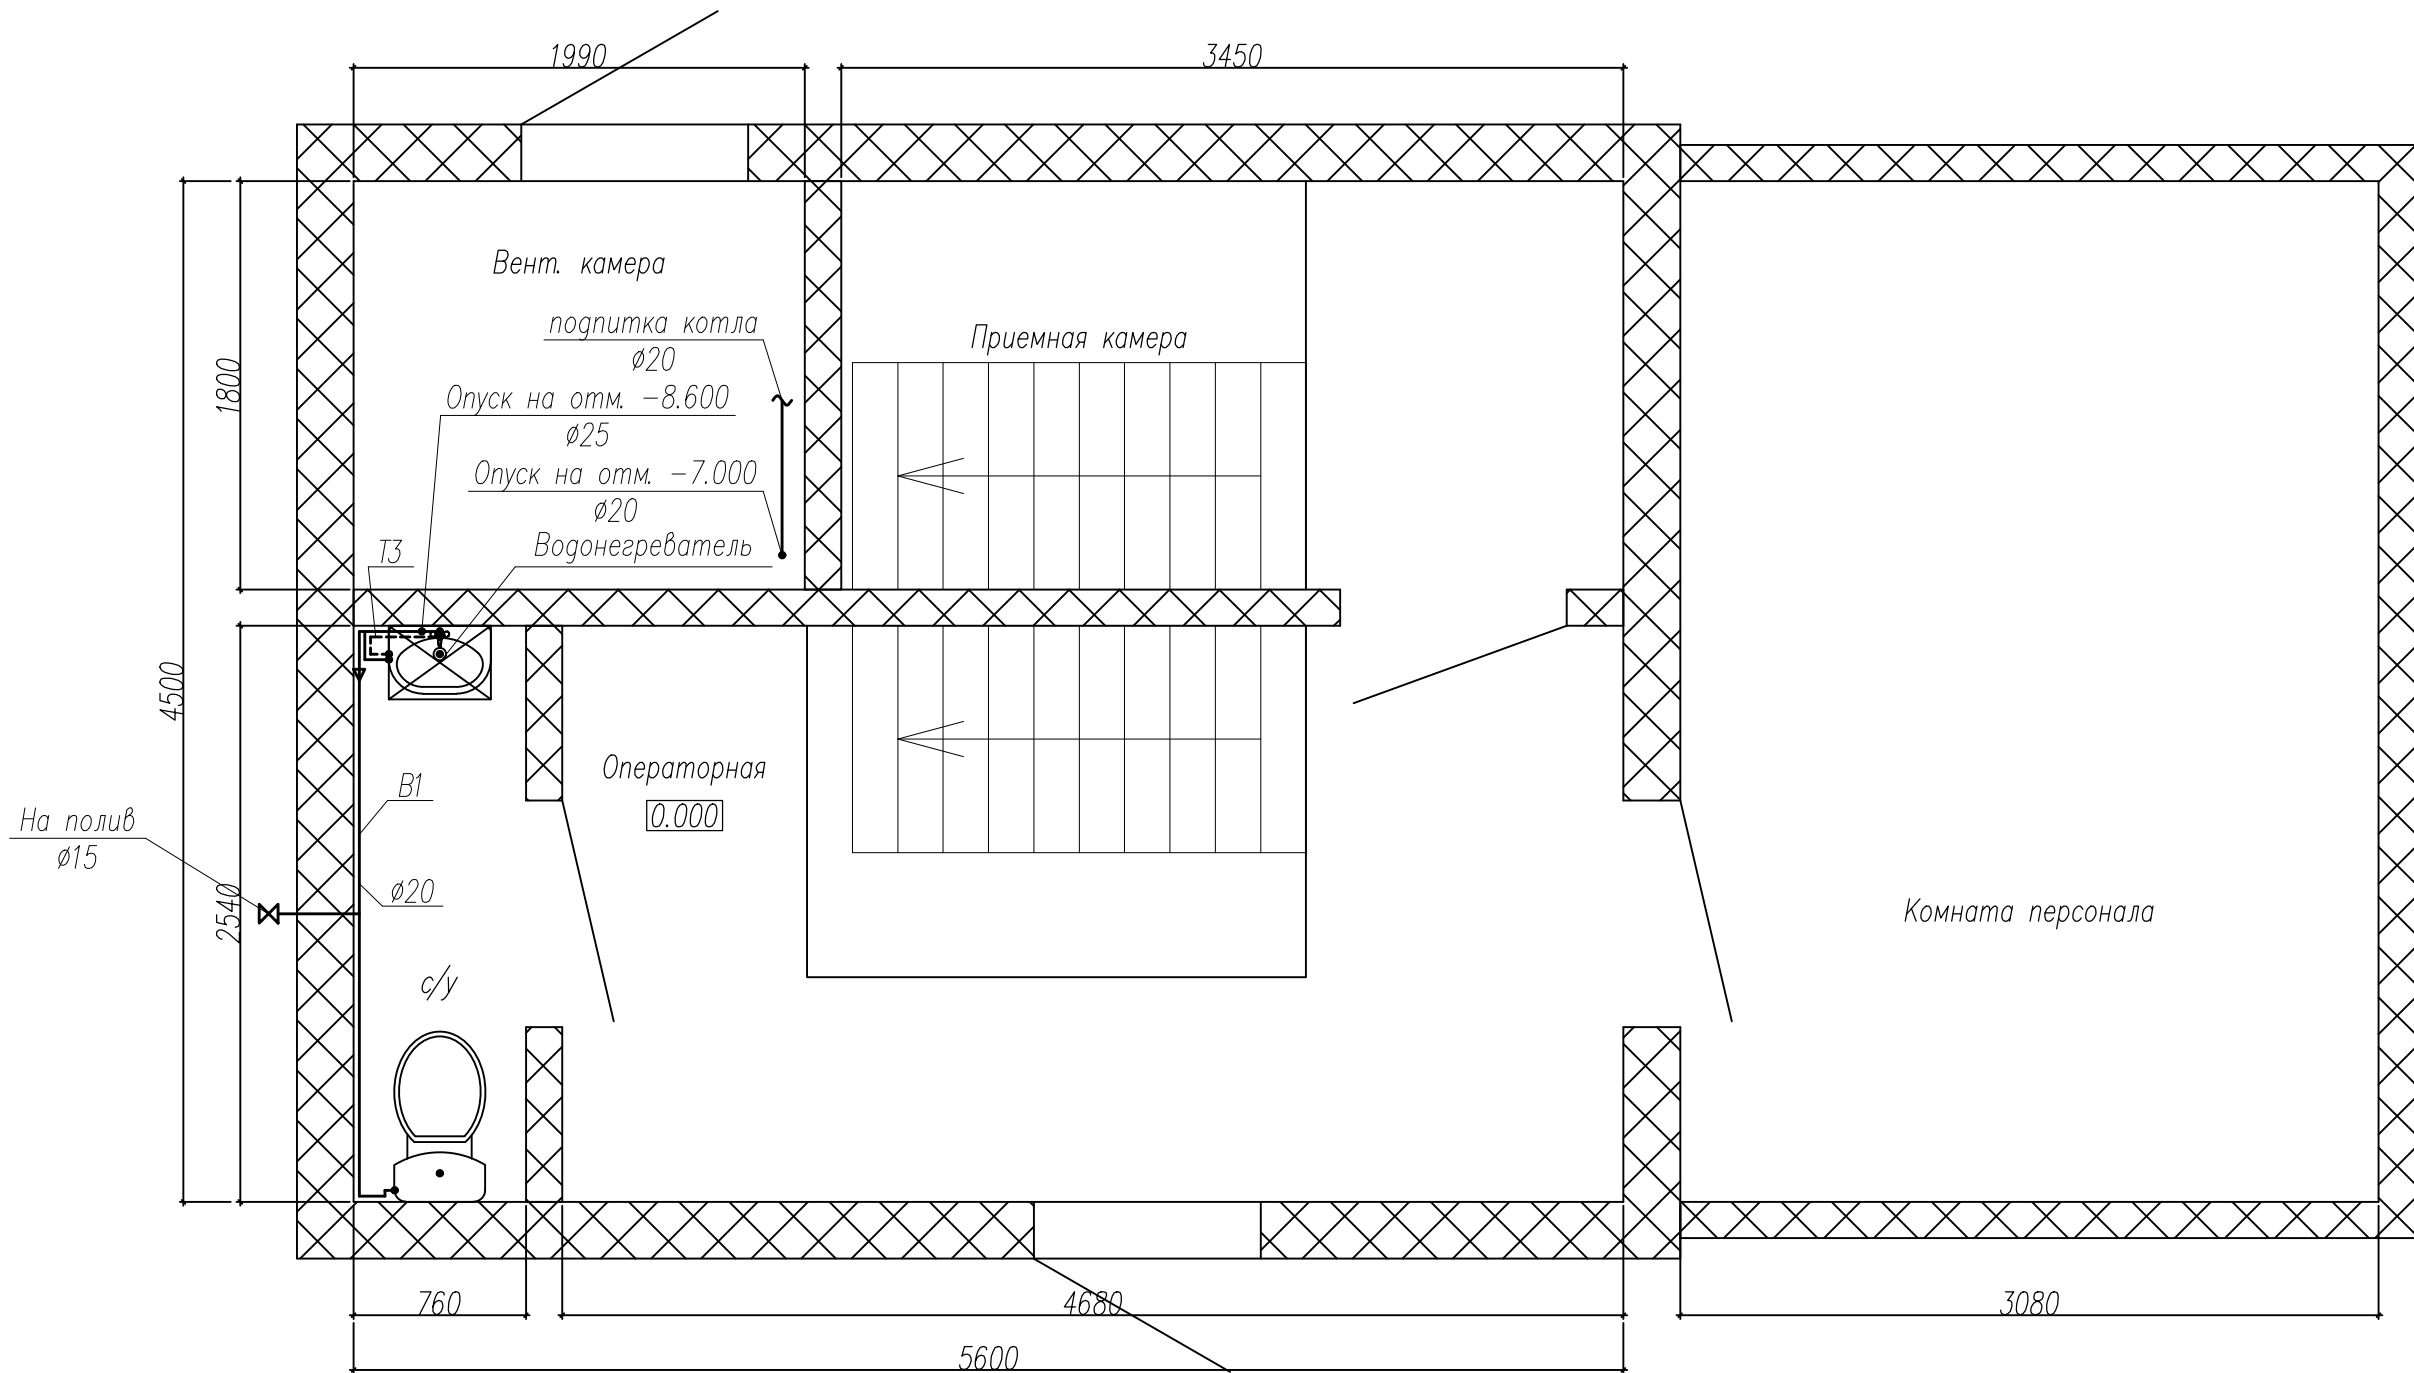 1990
3450
Вент. камера
подпитка котла
ø20
Приемная камера
1800
Опуск на отм. -8.600
ø25
Опуск на отм. -7.000
ø20
Водонегреватель
Т3
4500
Операторная
0.000
В1
На полив
ø15
ø20
2540
Комната персонала
с/у
760
4680
3080
5600